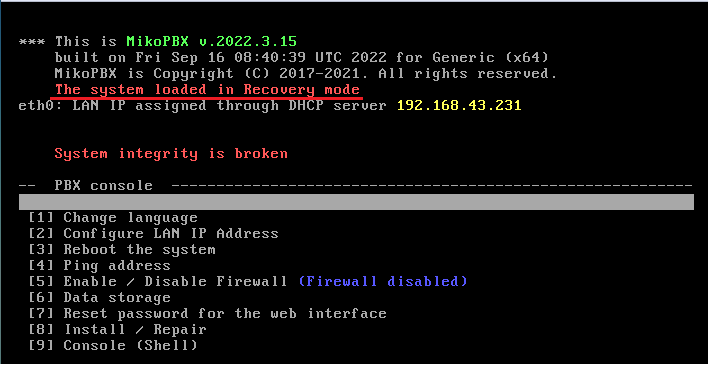 *** This is MikoPBX v.2022.3.15
built on Fri Sep 16 08:40:39 UTC 2022 for Generic (x64)
MikoPBX is Copyright (C) 2017-2021. All rights reserved.
The system loaded in Recovery mode
eth0: LAN IP assigned through DHCP server 192.168.43.231
System integrity is broken
-- PBX console ----------------------------------------------------------
[1] Change language
[2] Configure LAN IP Address
[3] Reboot the system
[4] Ping address
[5] Enable / Disable Firewall (Firewall disabled)
[6] Data storage
[7] Reset password for the web interface
[8] Install / Repair
[9] Console (Shell)